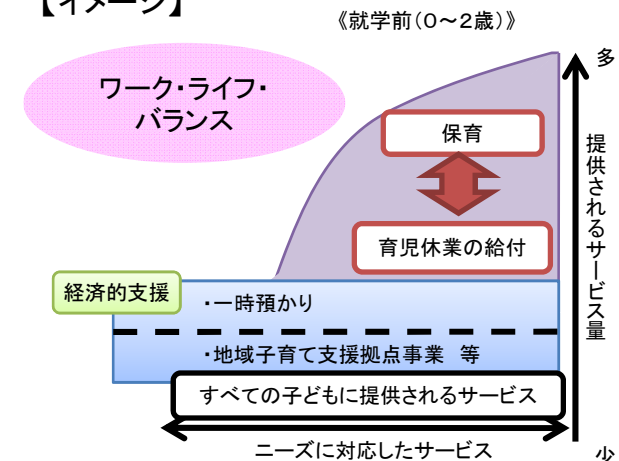 【イメージ】
《就学前(０～２歳)》
多
ワーク・ライフ・
バランス
保育
提供されるサービス量
育児休業の給付
経済的支援
・一時預かり
・地域子育て支援拠点事業　等
すべての子どもに提供されるサービス
ニーズに対応したサービス
少